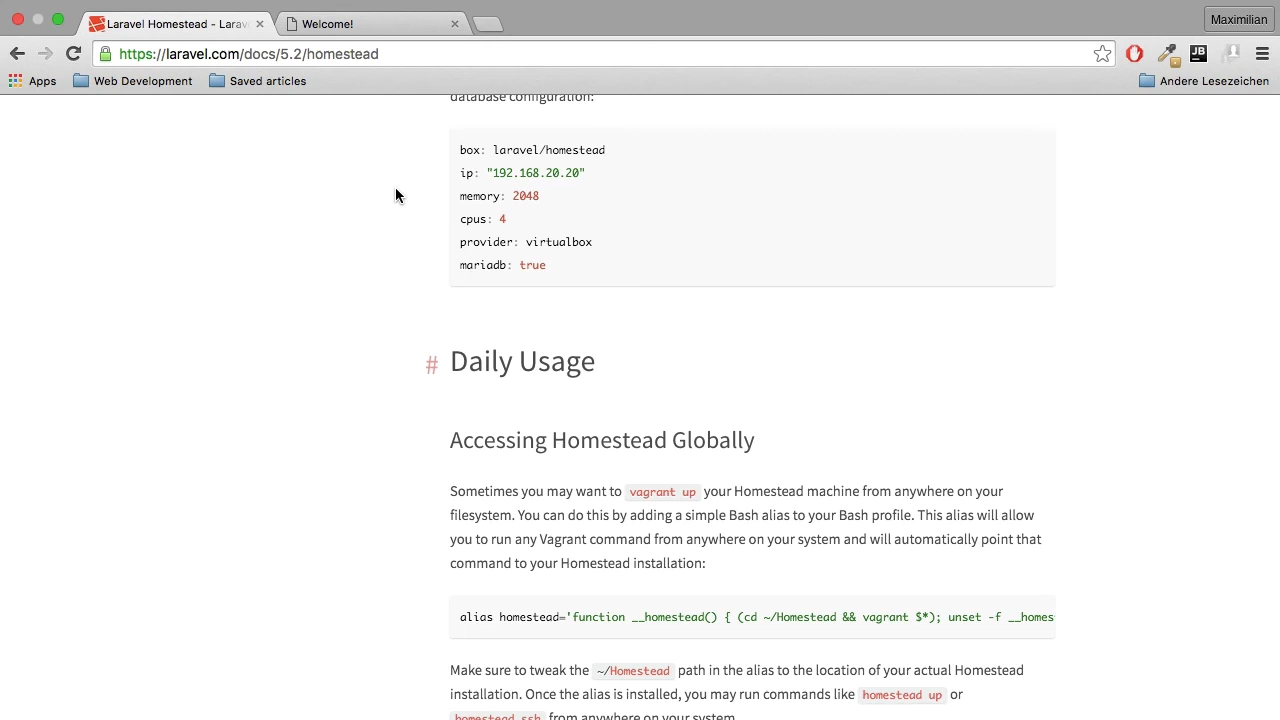 Laravel Homestead - Larav
Welcome!
Maximilian
https://laravel.com/docs/5.2/homestead
JB
Apps
Web Development
Saved articles
Andere Lesezeichen
database configuration:
box: laravel/homestead
ip: "192.168.20.20"
memory: 2048
cpus: 4
provider: virtualbox
mariadb: true
# Daily Usage
Accessing Homestead Globally
Sometimes you may want to vagrant up your Homestead machine from anywhere on your
filesystem. You can do this by adding a simple Bash alias to your Bash profile. This alias will allow
you to run any Vagrant command from anywhere on your system and will automatically point that
command to your Homestead installation:
alias homestead='function __homestead() { (cd ~/Homestead && vagrant $*); unset -f __homes
Make sure to tweak the ~/Homestead path in the alias to the location of your actual Homestead
installation. Once the alias is installed, you may run commands like homestead up or
homestead ssh from anywhere on your system.